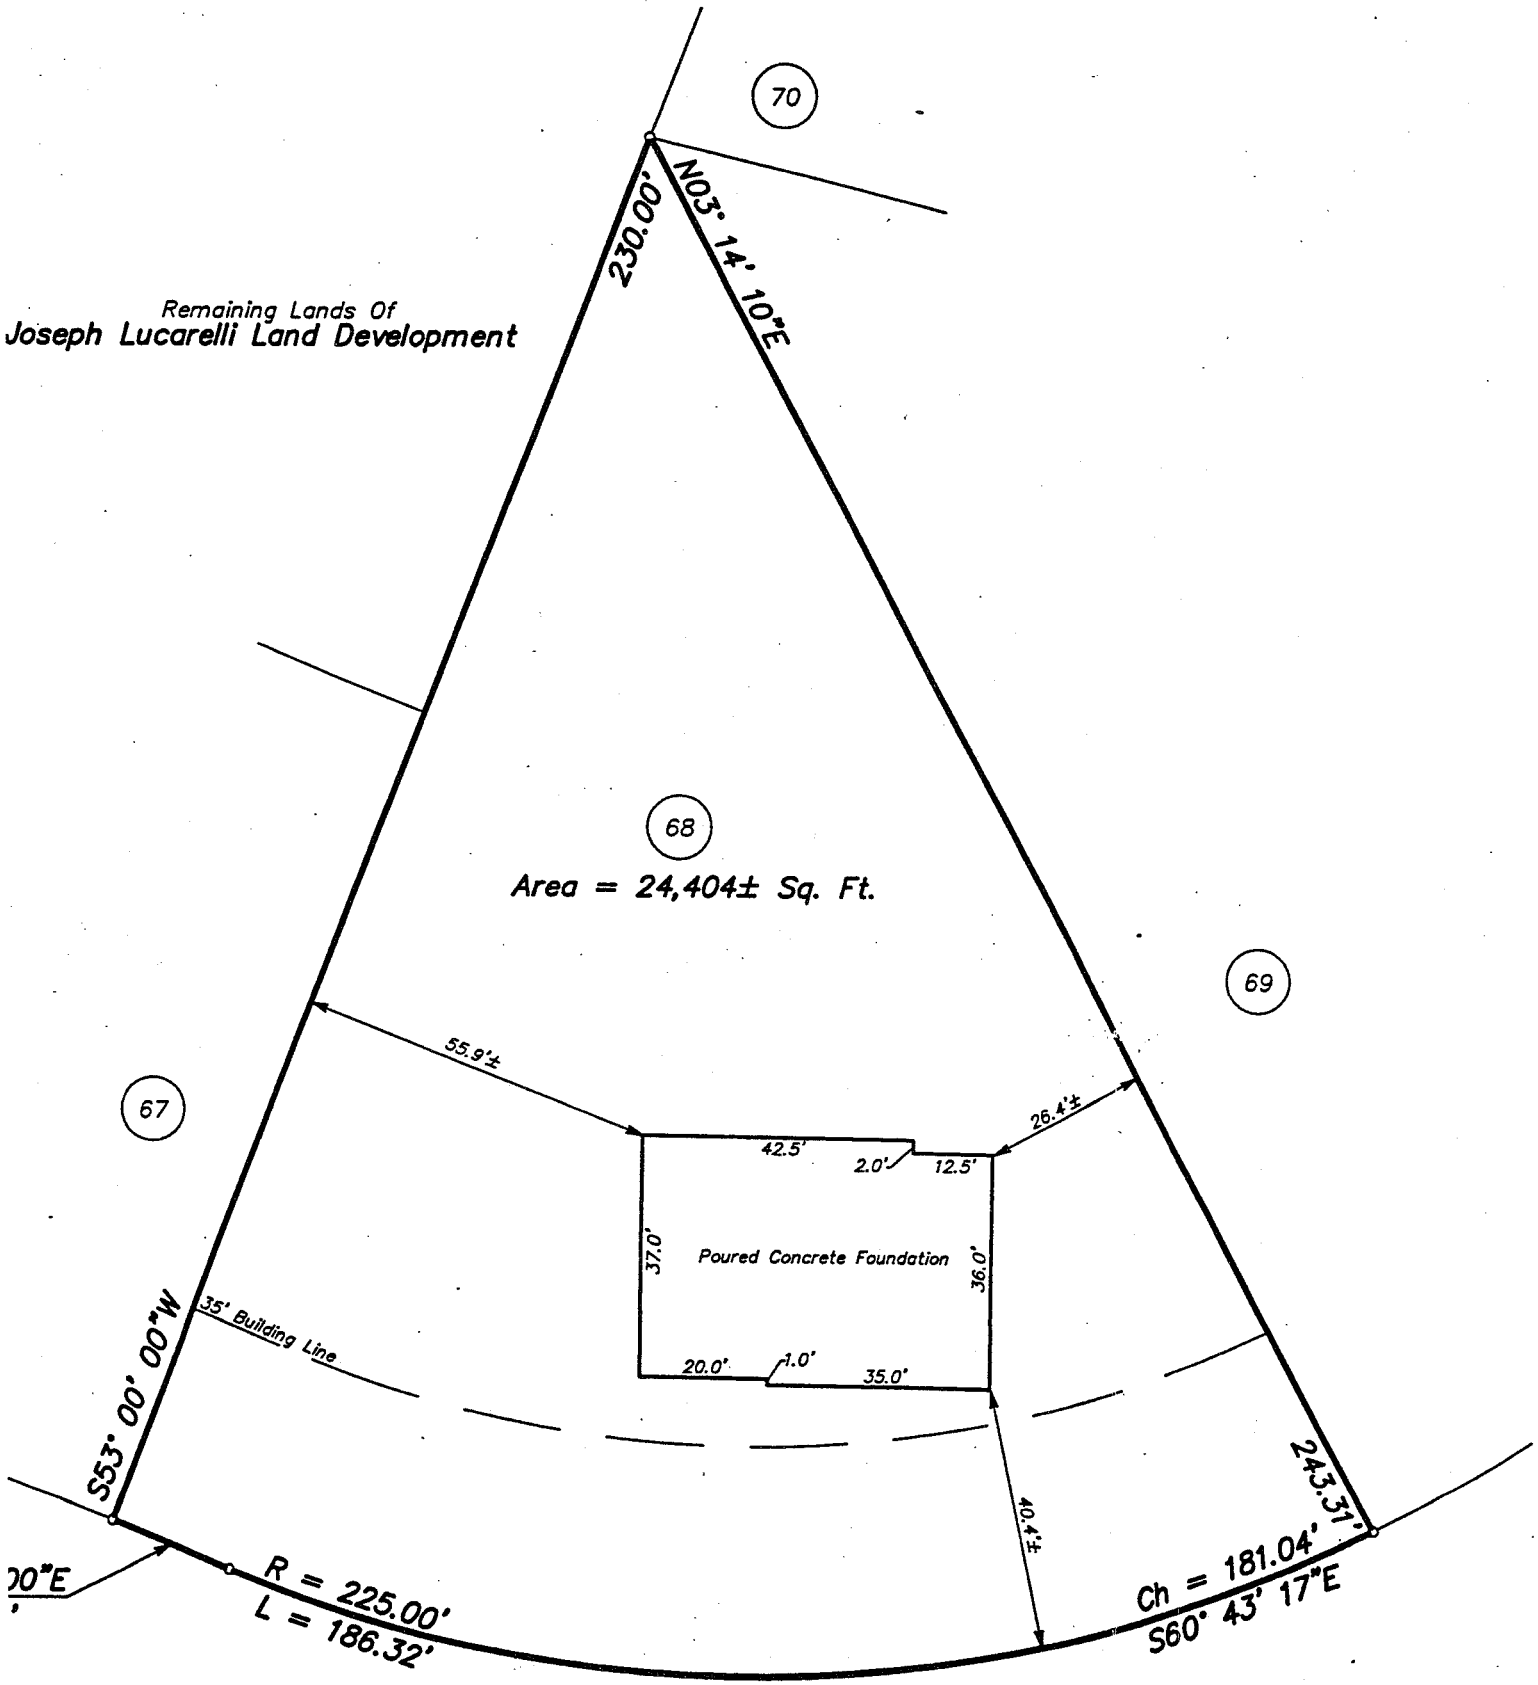 70
230.00'
N03° 14' 10"E
Remaining Lands Of
Joseph Lucarelli Land Development
68
Area = 24,404± Sq. Ft.
69
67
55.9'±
26.4'±
42.5'
2.0'
12.5'
37.0'
Poured Concrete Foundation
36.0'
35' Building Line
20.0'
1.0'
35.0'
S53° 00' 00"W
243.31'
40.4'±
00"E
'
R = 225.00'
L = 186.32'
Ch = 181.04'
S60° 43' 17"E